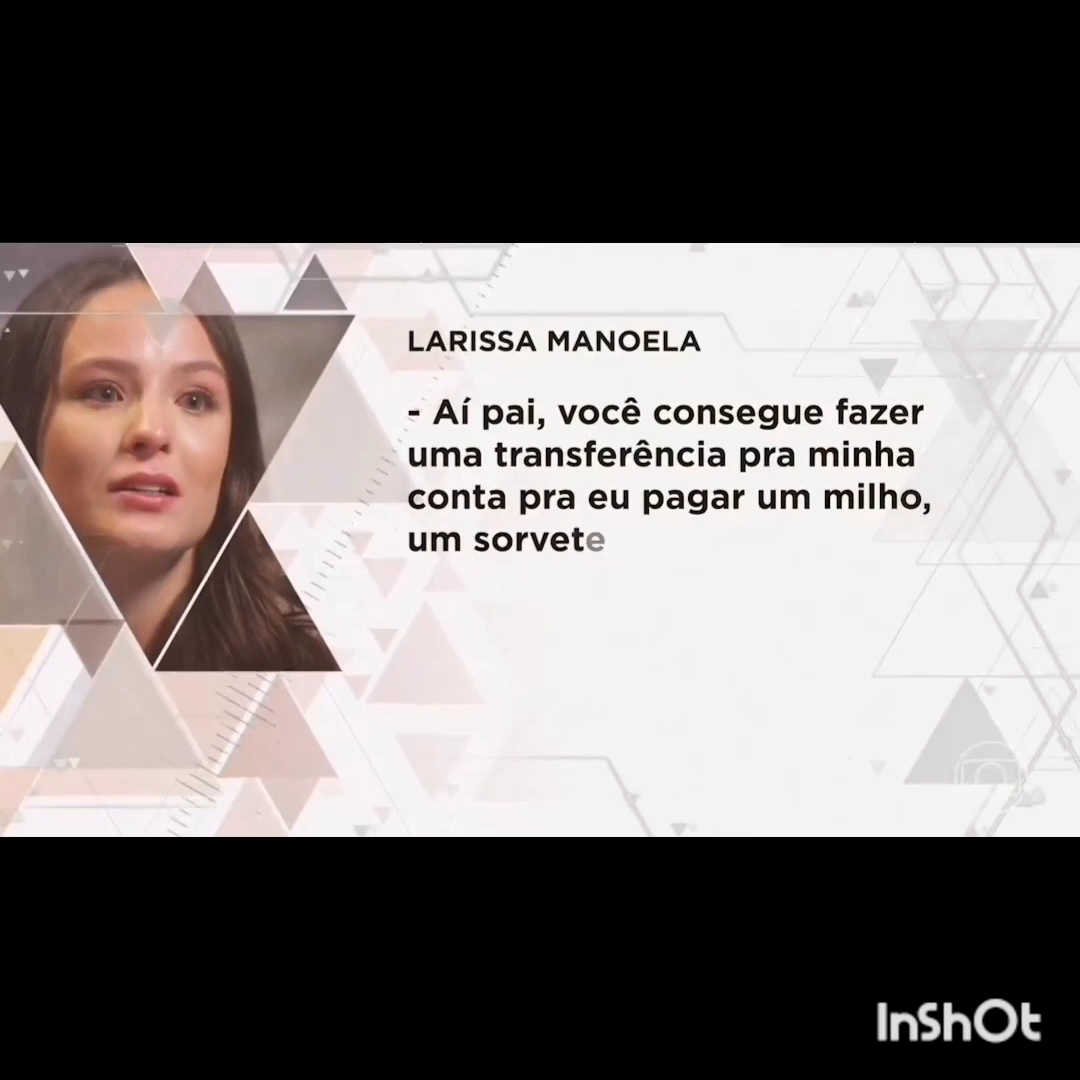 LARISSA MANOELA
- Aí pai, você consegue fazer
uma transferência pra minha
conta pra eu pagar um milho,
um sorvete
InShOt